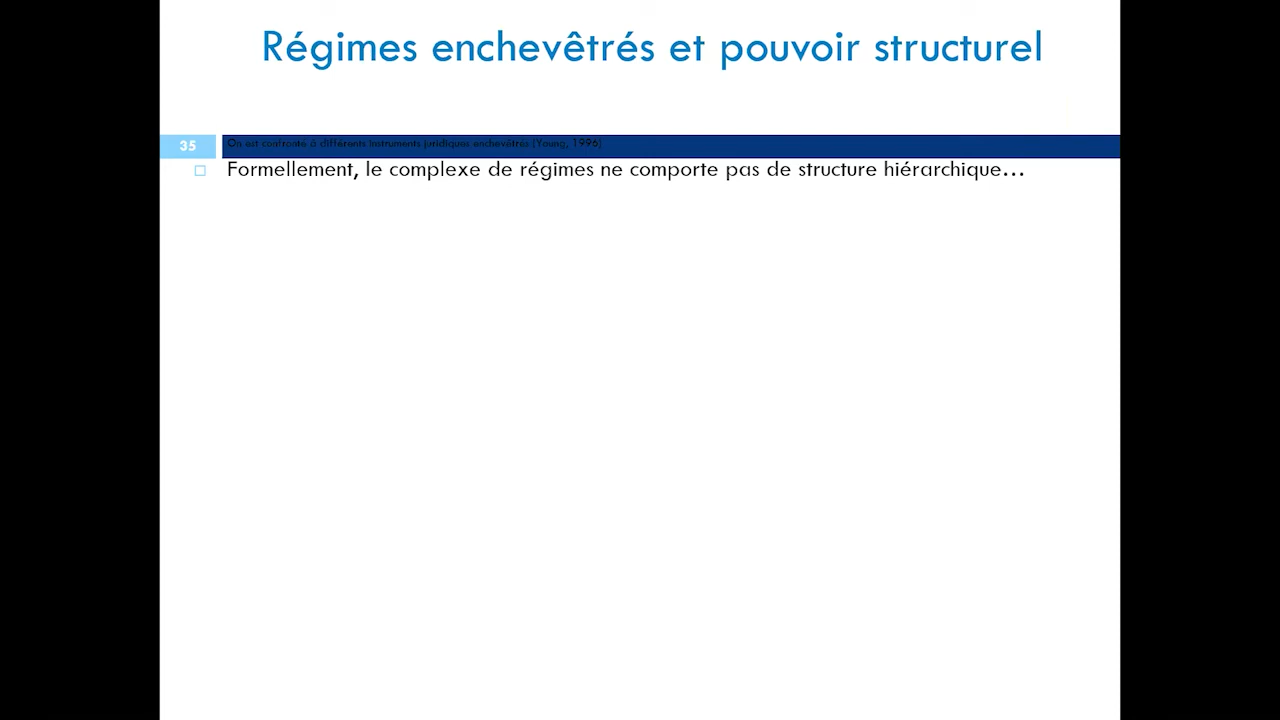 Régimes enchevêtrés et pouvoir structurel
35
On est confronté à différents instruments juridiques enchevêtrés (Young, 1996)
Formellement, le complexe de régimes ne comporte pas de structure hiérarchique…